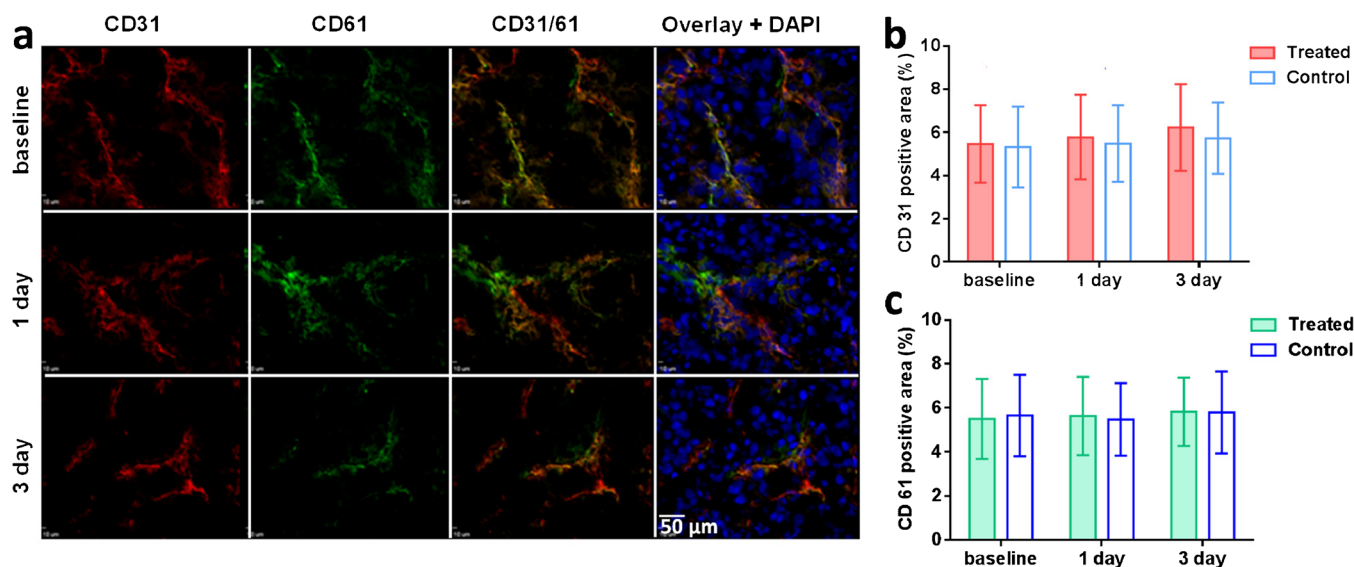 a
CD31 CD61 CD31/61 Overlay + DAPI
baseline
1 day
3 day
10 µm
50 µm
b
CD 31 positive area (%)
10
8
6
4
2
0
baseline 1 day 3 day
Treated
Control
c
CD 61 positive area (%)
10
8
6
4
2
0
baseline 1 day 3 day
Treated
Control